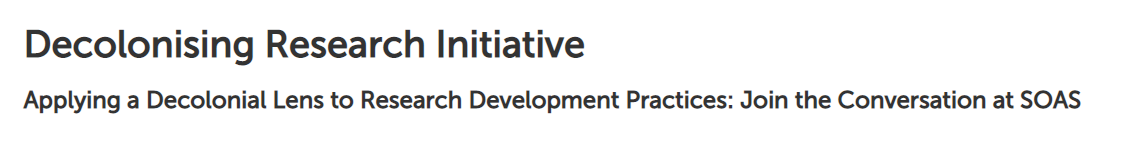 Decolonising Research Initiative
Applying a Decolonial Lens to Research Development Practices: Join the Conversation at SOAS